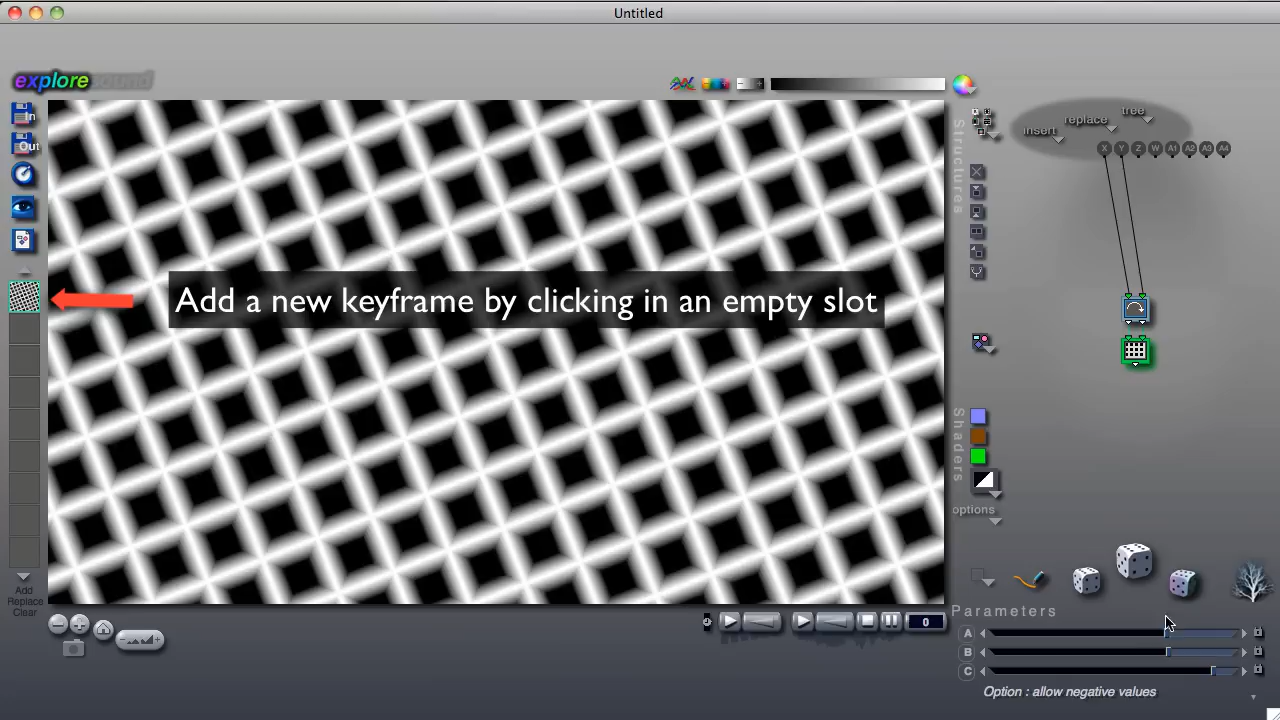 Untitled
explore sound
In
Out
insert
replace
tree
X Y Z W A1 A2 A3 A4
Structures
Add a new keyframe by clicking in an empty slot
Shaders
options
Add
Replace
Clear
0
Parameters
A
B
C
Option : allow negative values